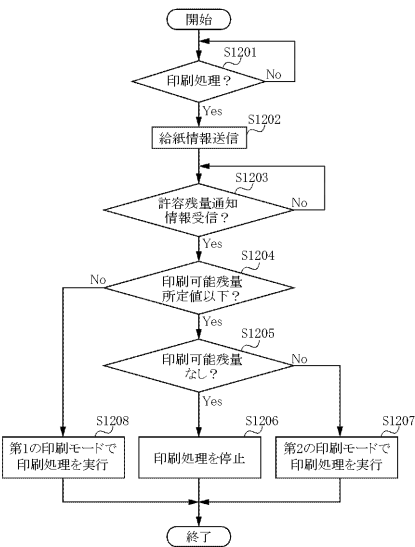 開始
S1201
印刷処理?
No
Yes
S1202
給紙情報送信
S1203
許容残量通知
情報受信?
No
Yes
S1204
No
印刷可能残量
所定値以下?
Yes
S1205
印刷可能残量
なし?
No
Yes
S1208
第1の印刷モードで
印刷処理を実行
S1206
印刷処理を停止
S1207
第2の印刷モードで
印刷処理を実行
終了